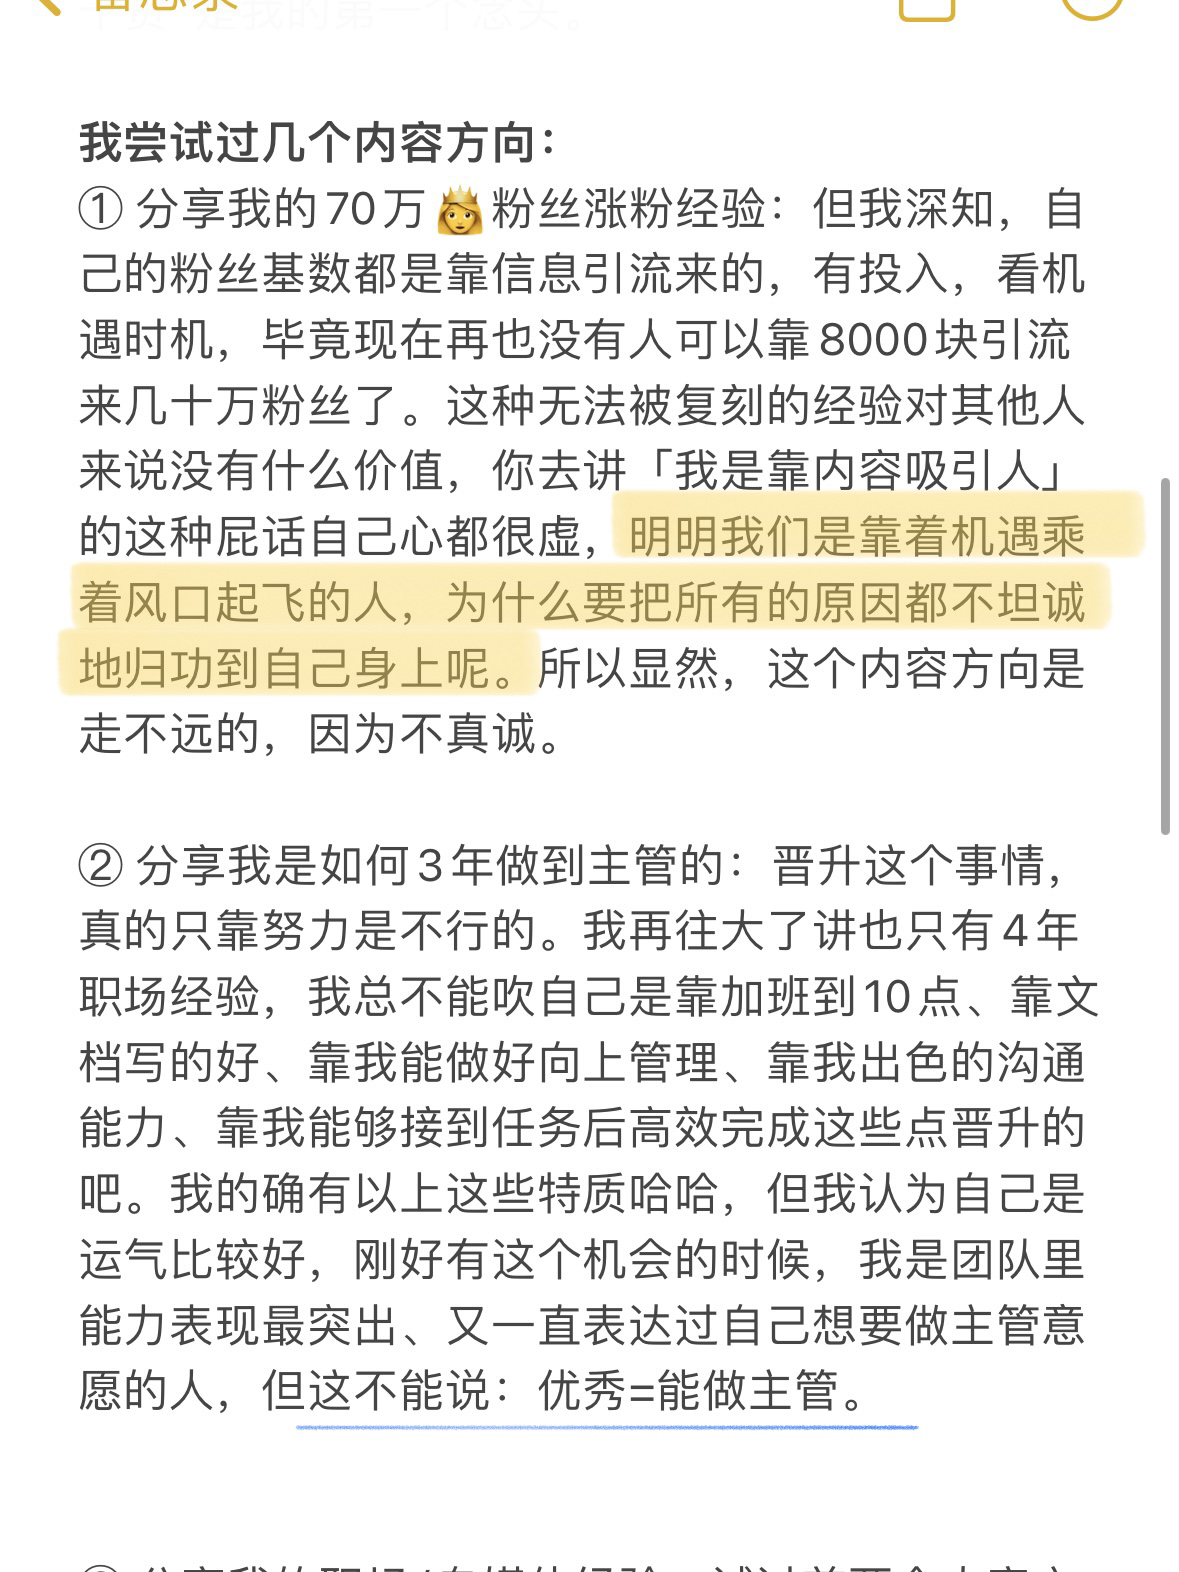 备忘录
我尝试过几个内容方向：
① 分享我的70万👸粉丝涨粉经验：但我深知，自
己的粉丝基数都是靠信息引流来的，有投入，看机
遇时机，毕竟现在再也没有人可以靠8000块引流
来几十万粉丝了。这种无法被复刻的经验对其他人
来说没有什么价值，你去讲「我是靠内容吸引人」
的这种屁话自己心都很虚，明明我们是靠着机遇乘
着风口起飞的人，为什么要把所有的原因都不坦诚
地归功到自己身上呢。所以显然，这个内容方向是
走不远的，因为不真诚。
② 分享我是如何3年做到主管的：晋升这个事情，
真的只靠努力是不行的。我再往大了讲也只有4年
职场经验，我总不能吹自己是靠加班到10点、靠文
档写的好、靠我能做好向上管理、靠我出色的沟通
能力、靠我能够接到任务后高效完成这些点晋升的
吧。我的确有以上这些特质哈哈，但我认为自己是
运气比较好，刚好有这个机会的时候，我是团队里
能力表现最突出、又一直表达过自己想要做主管意
愿的人，但这不能说：优秀=能做主管。